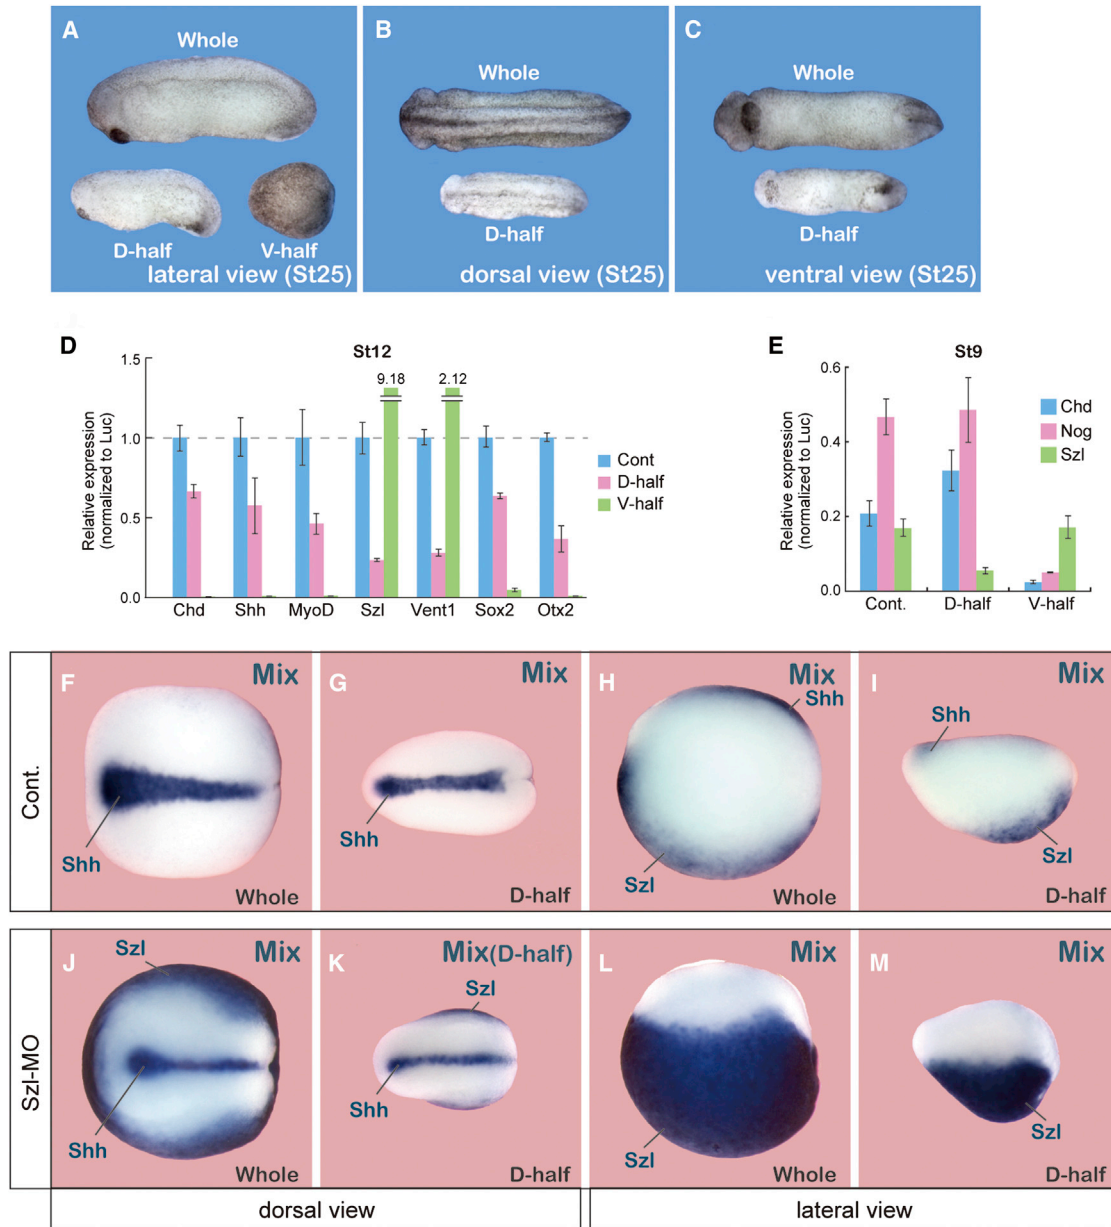 A
Whole
D-half
V-half
lateral view (St25)
B
Whole
D-half
dorsal view (St25)
C
Whole
D-half
ventral view (St25)
D
St12
Relative expression
(normalized to Luc)
1.5
1.0
0.5
0.0
9.18
2.12
Cont
D-half
V-half
Chd Shh MyoD Szl Vent1 Sox2 Otx2
E
St9
Relative expression
(normalized to Luc)
0.6
0.4
0.2
0.0
Chd
Nog
Szl
Cont. D-half V-half
Cont.
F
Mix
Shh
Whole
G
Mix
Shh
D-half
H
Mix
Shh
Szl
Whole
I
Mix
Shh
Szl
D-half
Szl-MO
J
Mix
Szl
Shh
Whole
K
Mix(D-half)
Szl
Shh
D-half
L
Mix
Szl
Whole
M
Mix
Szl
D-half
dorsal view
lateral view